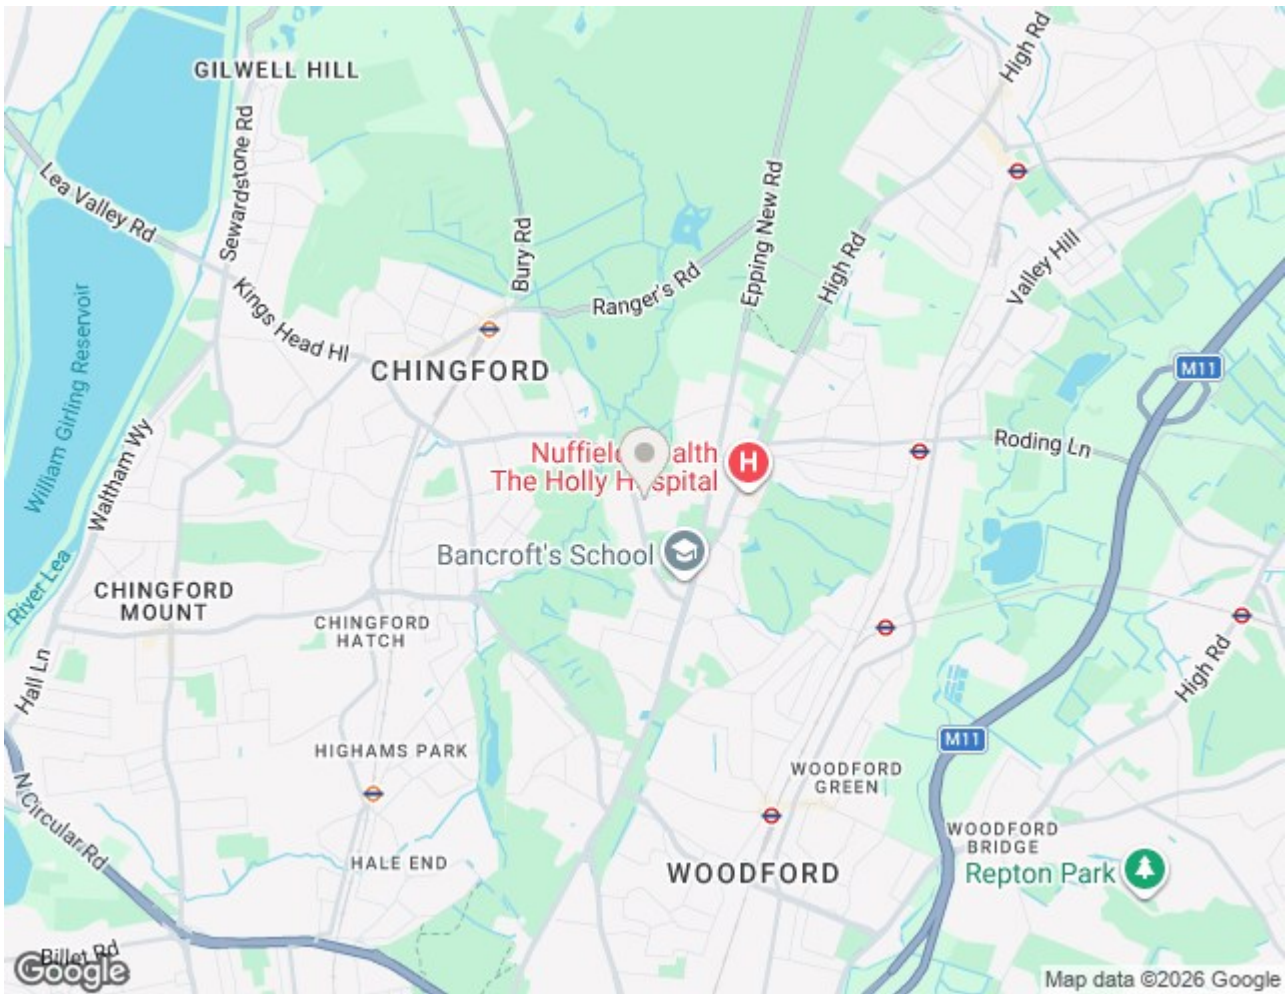 High Rd
GILWELL HILL
Sewardstone Rd
Lea Valley Rd
Epping New Rd
Bury Rd
High Rd
Valley Hill
Ranger's Rd
Kings Head Hl
William Girling Reservoir
CHINGFORD
M11
Waltham Wy
Roding Ln
Nuffield
alth
The Holly H
spital
H
Bancroft's School
River Lea
CHINGFORD
MOUNT
CHINGFORD
HATCH
High Rd
Hall Ln
HIGHAMS PARK
M11
WOODFORD
GREEN
N Circular Rd
WOODFORD
BRIDGE
HALE END
WOODFORD
Repton Park
Billet Rd
Google
Map data ©2026 Google